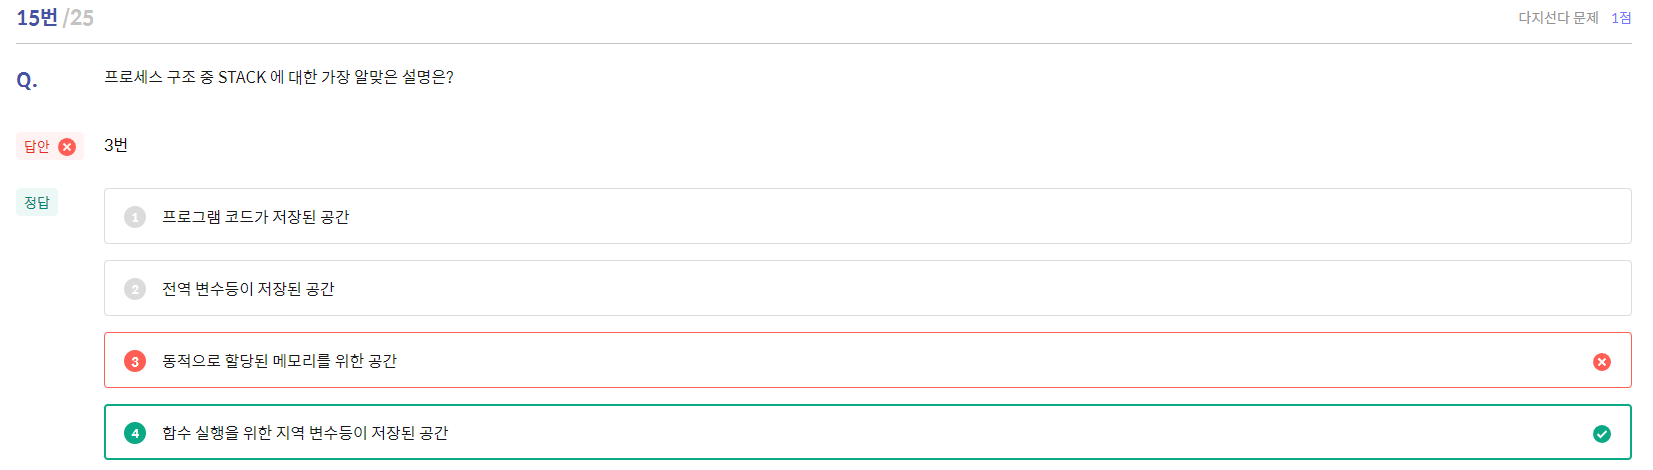 15번 /25
다지선다 문제 1점
Q. 프로세스 구조 중 STACK 에 대한 가장 알맞은 설명은?
답안 3번
정답
1 프로그램 코드가 저장된 공간
2 전역 변수등이 저장된 공간
3 동적으로 할당된 메모리를 위한 공간
4 함수 실행을 위한 지역 변수등이 저장된 공간